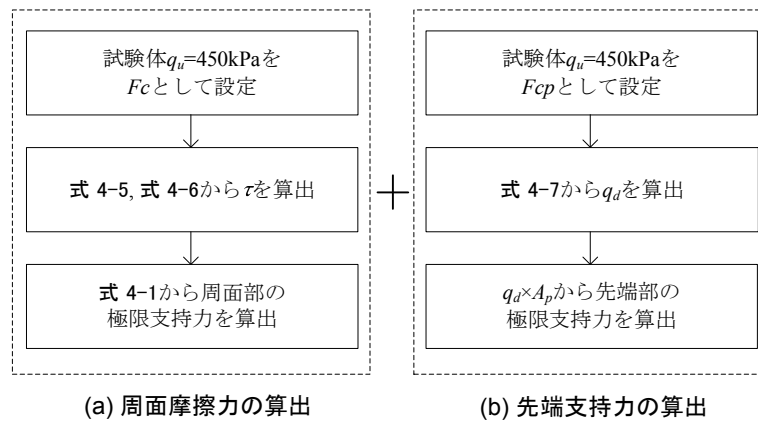 試験体qu=450kPaを
Fcとして設定
式 4-5, 式 4-6からτを算出
式 4-1から周面部の
極限支持力を算出
(a) 周面摩擦力の算出
+
試験体qu=450kPaを
Fcpとして設定
式 4-7からqdを算出
qd×Apから先端部の
極限支持力を算出
(b) 先端支持力の算出